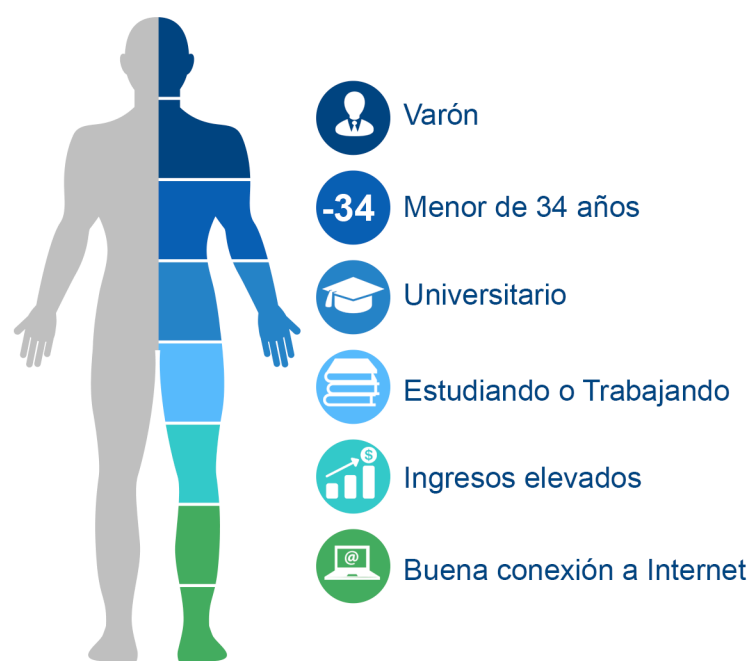 Varón
-34
Menor de 34 años
Universitario
Estudiando o Trabajando
$
Ingresos elevados
@
Buena conexión a Internet